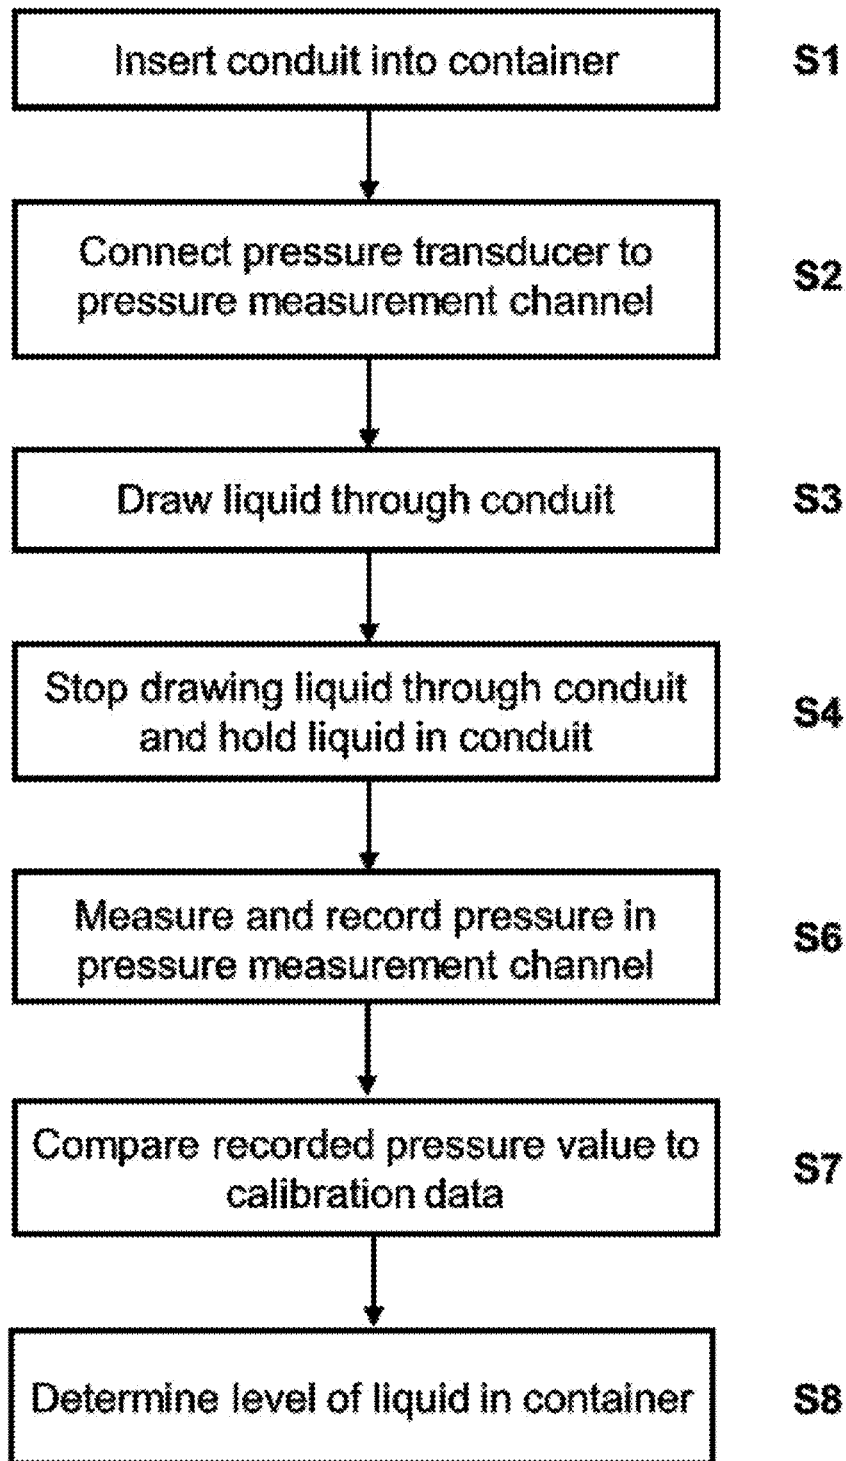 Insert conduit into container S1
Connect pressure transducer to
pressure measurement channel S2
Draw liquid through conduit S3
Stop drawing liquid through conduit
and hold liquid in conduit S4
Measure and record pressure in
pressure measurement channel S6
Compare recorded pressure value to
calibration data S7
Determine level of liquid in container S8